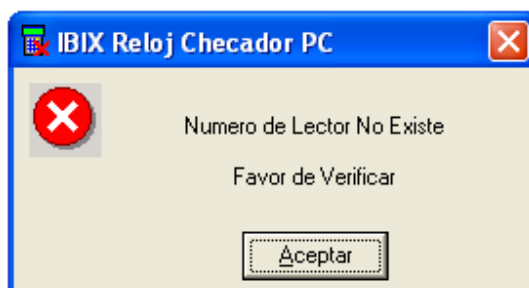 IBIX Reloj Checador PC
Numero de Lector No Existe
Favor de Verificar
Aceptar